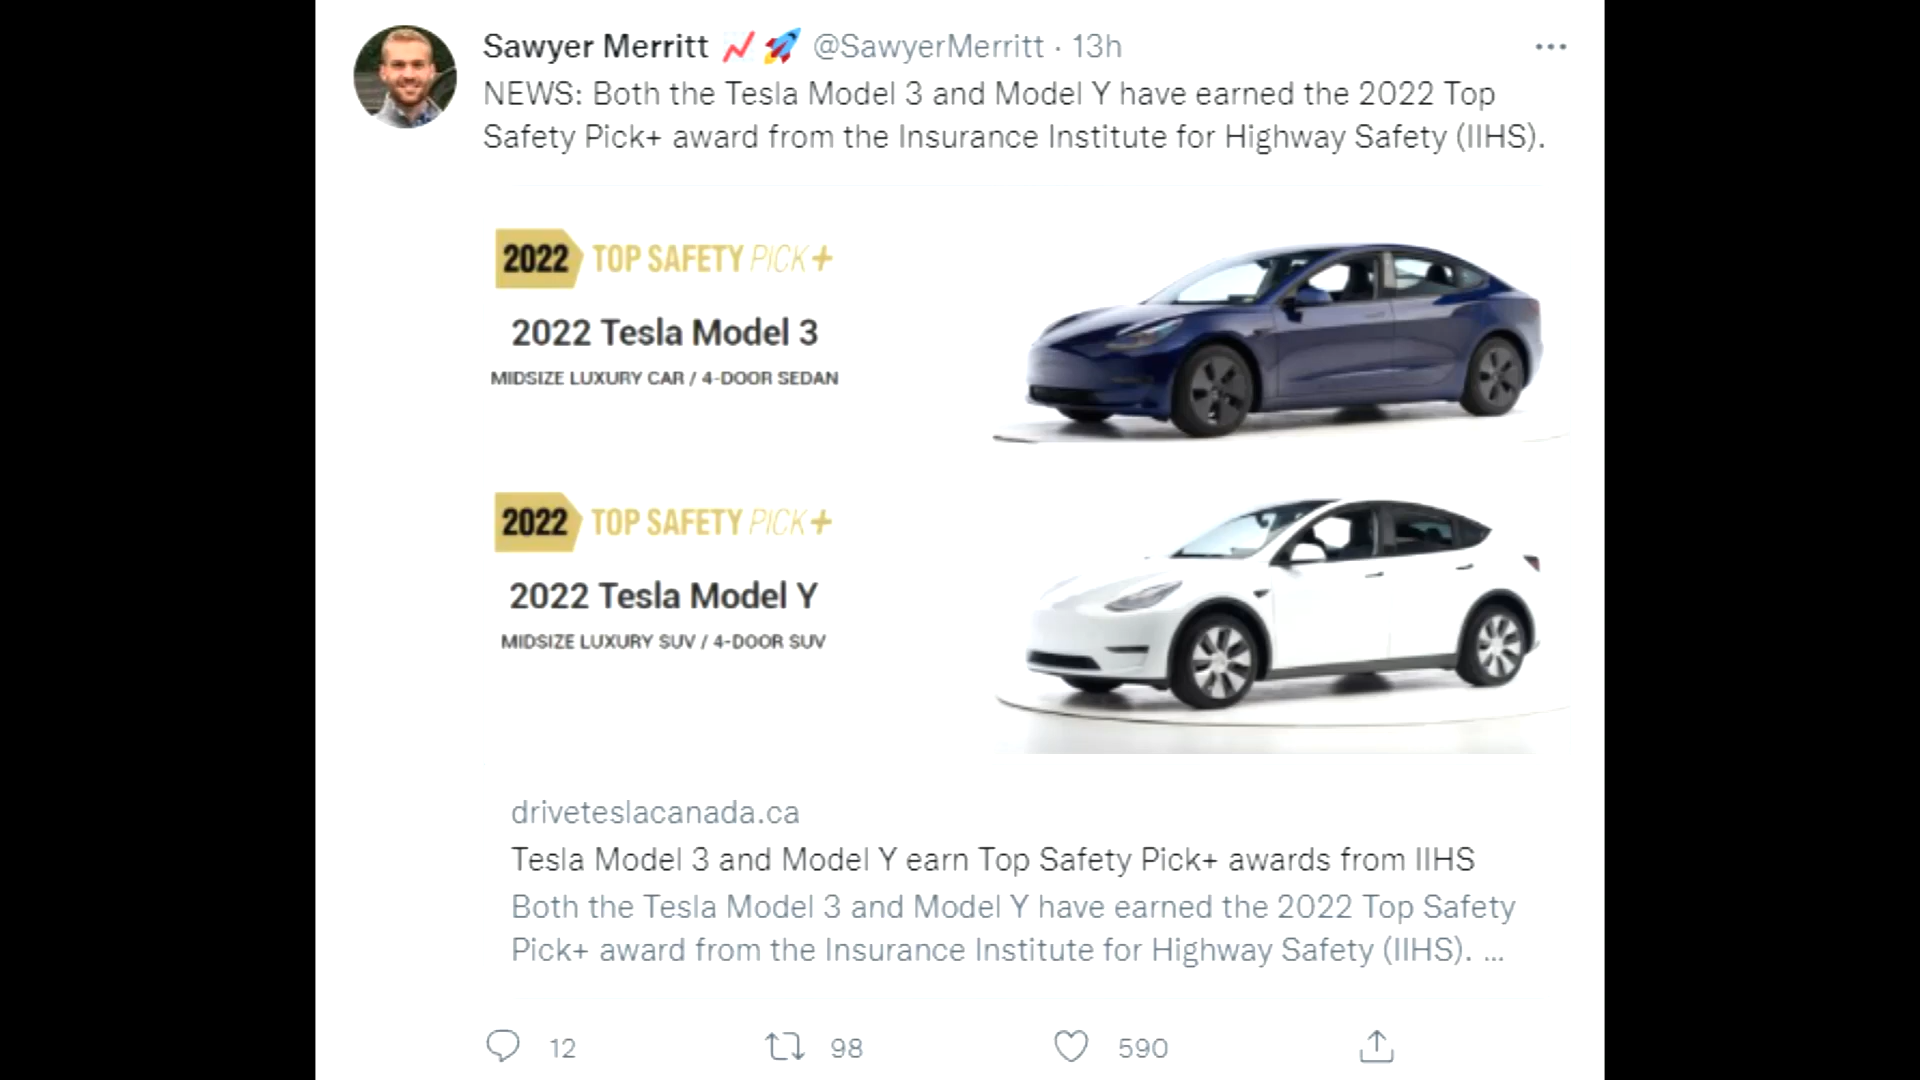 Sawyer Merritt 📈🚀 @SawyerMerritt · 13h
NEWS: Both the Tesla Model 3 and Model Y have earned the 2022 Top
Safety Pick+ award from the Insurance Institute for Highway Safety (IIHS).
2022 TOP SAFETY PICK+
2022 Tesla Model 3
MIDSIZE LUXURY CAR / 4-DOOR SEDAN
2022 TOP SAFETY PICK+
2022 Tesla Model Y
MIDSIZE LUXURY SUV / 4-DOOR SUV
driveteslacanada.ca
Tesla Model 3 and Model Y earn Top Safety Pick+ awards from IIHS
Both the Tesla Model 3 and Model Y have earned the 2022 Top Safety
Pick+ award from the Insurance Institute for Highway Safety (IIHS). ...
12 98 590